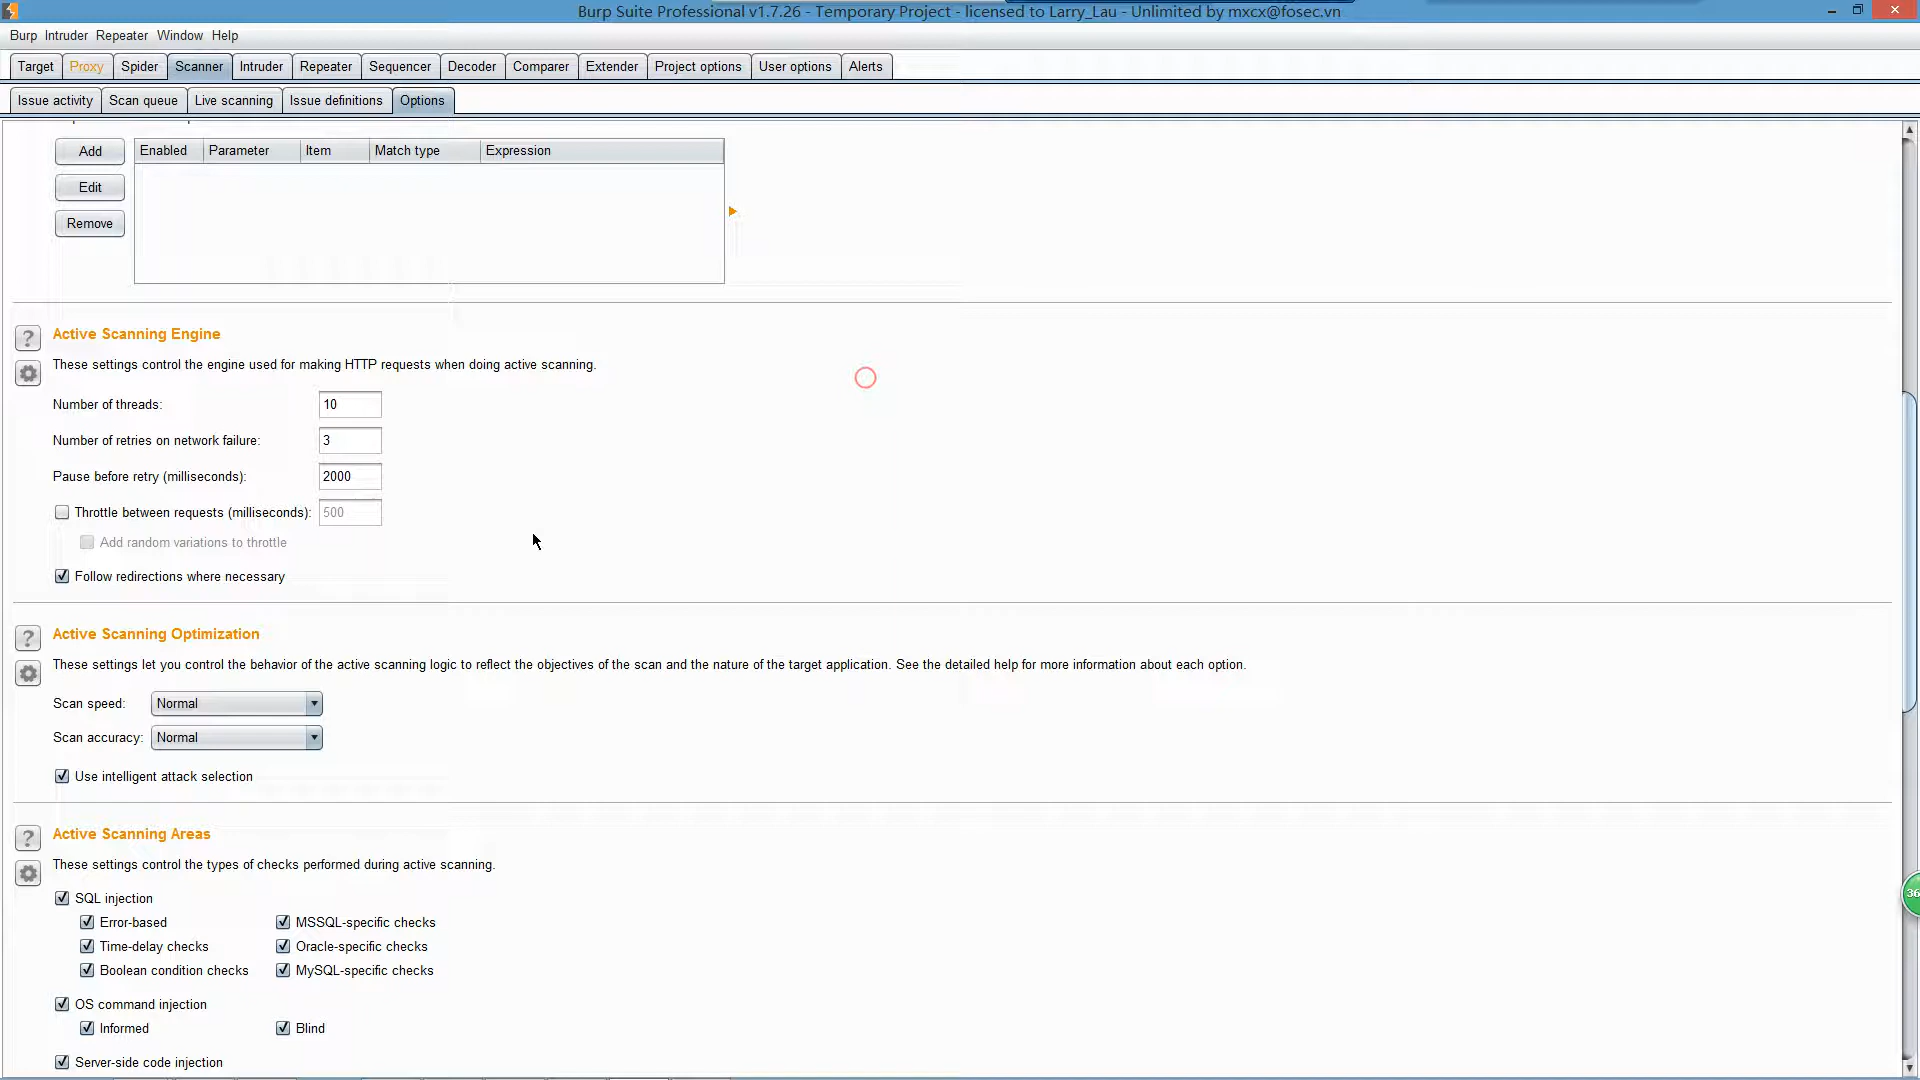 Burp Suite Professional v1.7.26 - Temporary Project - licensed to Larry_Lau - Unlimited by mxcx@fosec.vn
Burp Intruder Repeater Window Help
Target Proxy Spider Scanner Intruder Repeater Sequencer Decoder Comparer Extender Project options User options Alerts
Issue activity Scan queue Live scanning Issue definitions Options
Add Enabled Parameter Item Match type Expression
Edit
Remove
? Active Scanning Engine
These settings control the engine used for making HTTP requests when doing active scanning.
Number of threads: 10
Number of retries on network failure: 3
Pause before retry (milliseconds): 2000
Throttle between requests (milliseconds): 500
Add random variations to throttle
Follow redirections where necessary
? Active Scanning Optimization
These settings let you control the behavior of the active scanning logic to reflect the objectives of the scan and the nature of the target application. See the detailed help for more information about each option.
Scan speed: Normal
Scan accuracy: Normal
Use intelligent attack selection
? Active Scanning Areas
These settings control the types of checks performed during active scanning.
SQL injection
Error-based MSSQL-specific checks
Time-delay checks Oracle-specific checks
Boolean condition checks MySQL-specific checks
36
OS command injection
Informed Blind
Server-side code injection